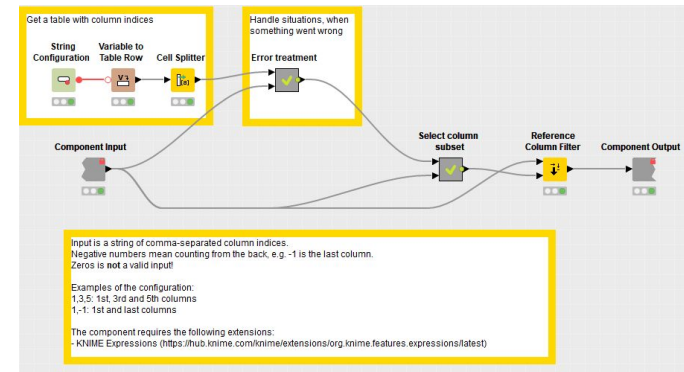 Get a table with column indices
Handle situations, when
something went wrong
String
Configuration
Variable to
Table Row
Cell Splitter
Error treatment
Component Input
Select column
subset
Reference
Column Filter
Component Output
Input is a string of comma-separated column indices.
Negative numbers mean counting from the back, e.g. -1 is the last column.
Zeros is not a valid input!
Examples of the configuration:
1,3,5: 1st, 3rd and 5th columns
1,-1: 1st and last columns
The component requires the following extensions:
- KNIME Expressions (https://hub.knime.com/knime/extensions/org.knime.features.expressions/latest)